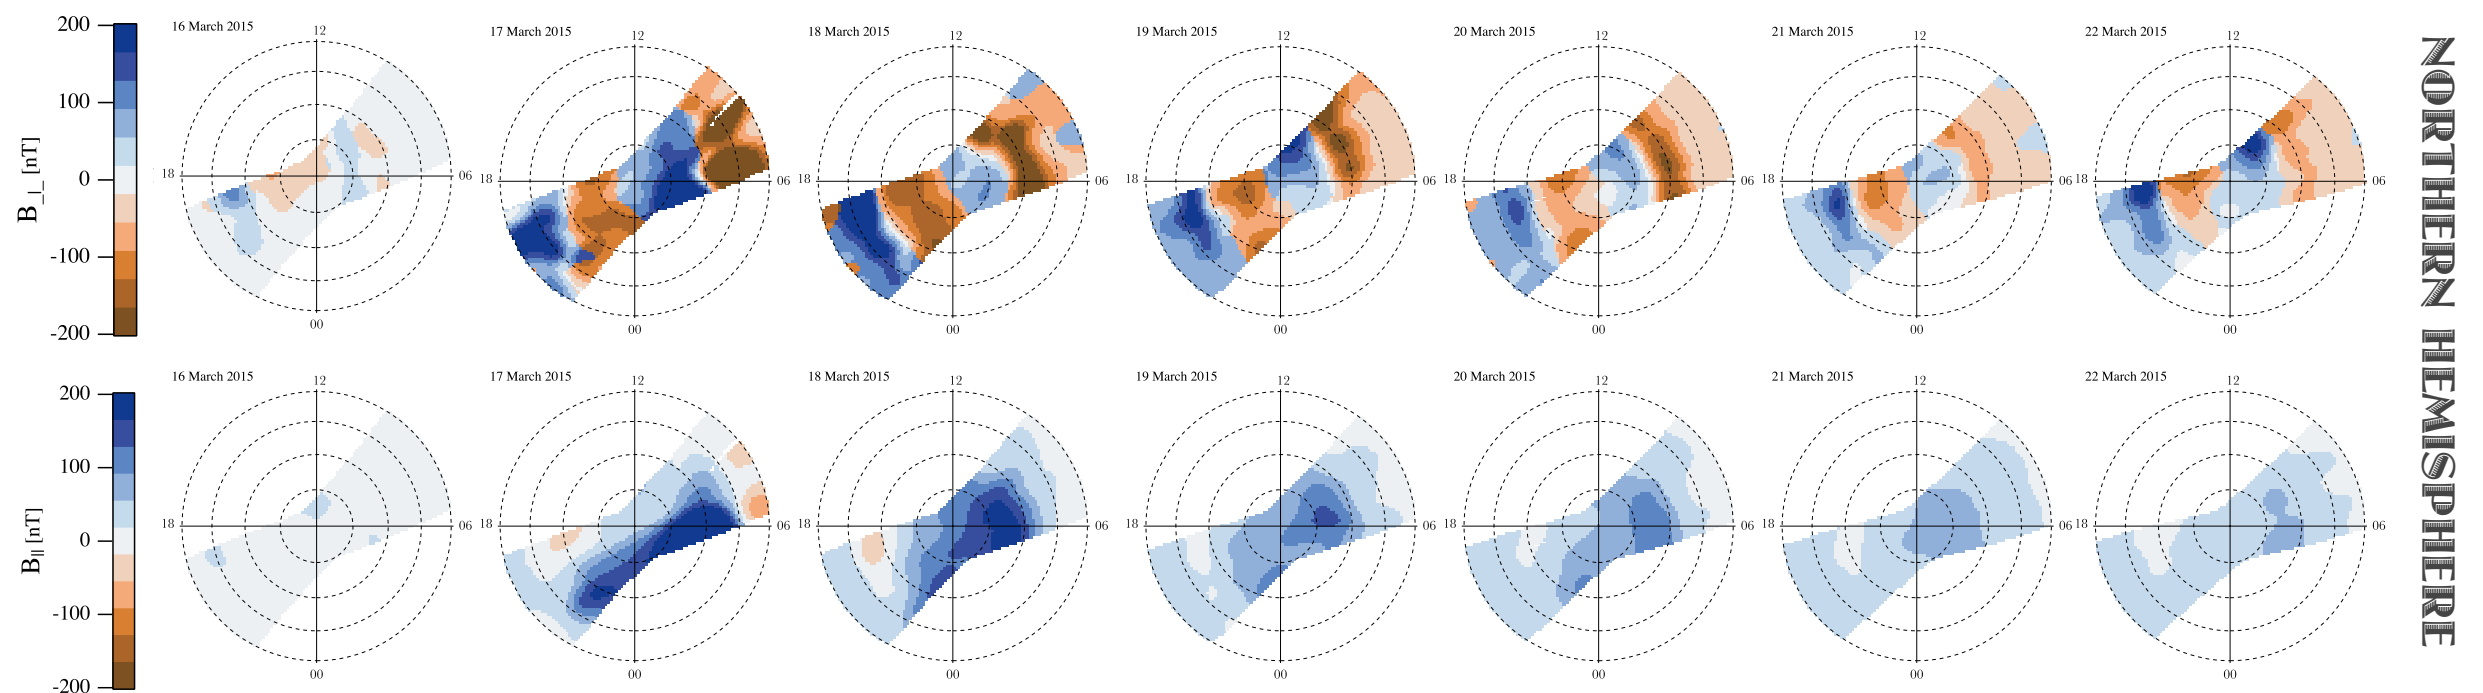 16 March 2015
17 March 2015
18 March 2015
19 March 2015
20 March 2015
21 March 2015
22 March 2015
12 18 06 00
12 18 06 00
12 18 06 00
12 18 06 00
12 18 06 00
12 18 06 00
12 18 06 00
200
100
0
-100
-200
B⊥ [nT]
16 March 2015
17 March 2015
18 March 2015
19 March 2015
20 March 2015
21 March 2015
22 March 2015
12 18 06 00
12 18 06 00
12 18 06 00
12 18 06 00
12 18 06 00
12 18 06 00
12 18 06 00
200
100
0
-100
-200
B|| [nT]
NORTHERN HEMISPHERE